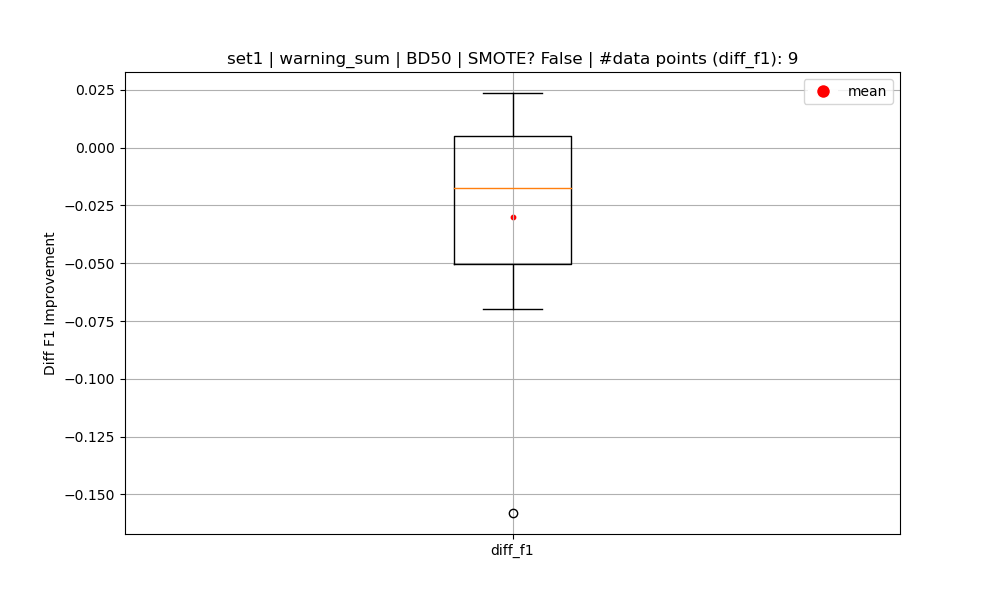 set1 | warning_sum | BD50 | SMOTE? False | #data points (diff_f1): 9
mean
0.025
0.000
−0.025
−0.050
−0.075
−0.100
−0.125
−0.150
Diff F1 Improvement
diff_f1